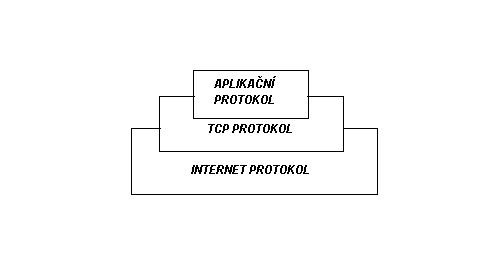 APLIKAČNÍ
PROTOKOL
TCP PROTOKOL
INTERNET PROTOKOL